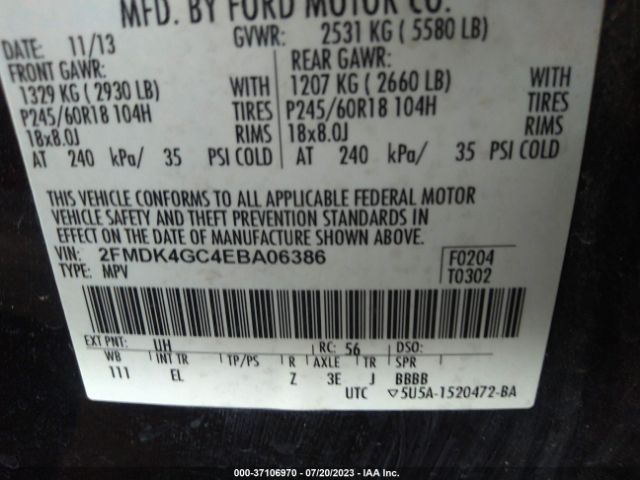 MFD. BY FORD MOTOR CO.
DATE: 11/13 GVWR: 2531 KG ( 5580 LB)
FRONT GAWR: REAR GAWR:
1329 KG ( 2930 LB) WITH 1207 KG ( 2660 LB) WITH
P245/60R18 104H TIRES P245/60R18 104H TIRES
18x8.0J RIMS 18x8.0J RIMS
AT 240 kPa/ 35 PSI COLD AT 240 kPa/ 35 PSI COLD
THIS VEHICLE CONFORMS TO ALL APPLICABLE FEDERAL MOTOR
VEHICLE SAFETY AND THEFT PREVENTION STANDARDS IN
EFFECT ON THE DATE OF MANUFACTURE SHOWN ABOVE.
VIN: 2FMDK4GC4EBA06386 F0204
TYPE: MPV T0302
EXT PNT: UH RC: 56 DSO:
WB INT TR TP/PS R AXLE TR SPR
111 EL Z 3E J BBBB
UTC ▽5U5A-1520472-BA
000-37106970 / 07/20/2023 / IAA Inc.